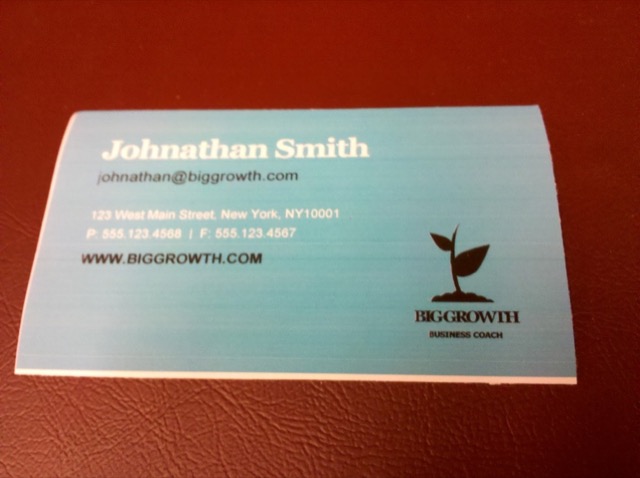 Johnathan Smith
johnathan@biggrowth.com
123 West Main Street, New York, NY10001
P: 555.123.4568 | F: 555.123.4567
WWW.BIGGROWTH.COM
BIGGROWTH
BUSINESS COACH